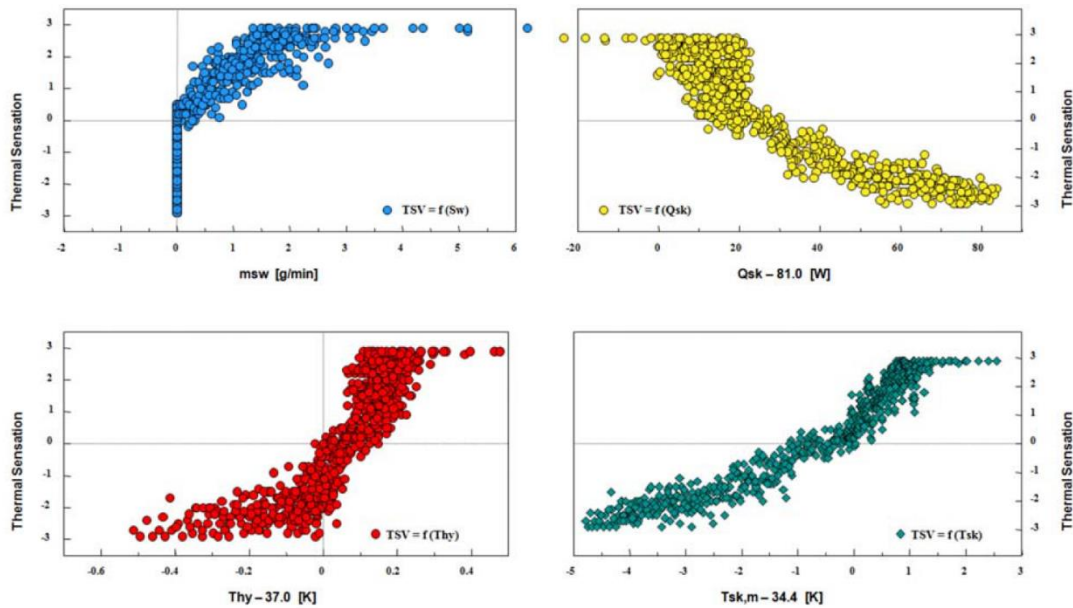 Thermal Sensation
3
2
1
0
-1
-2
-3
TSV = f (Sw)
-2 -1 0 1 2 3 4 5 6
msw [g/min]
3
2
1
0
-1
-2
-3
Thermal Sensation
TSV = f (Qsk)
-20 0 20 40 60 80
Qsk – 81.0 [W]
Thermal Sensation
3
2
1
0
-1
-2
-3
TSV = f (Thy)
-0.6 -0.4 -0.2 0 0.2 0.4
Thy – 37.0 [K]
3
2
1
0
-1
-2
-3
Thermal Sensation
TSV = f (Tsk)
-5 -4 -3 -2 -1 0 1 2 3
Tsk,m – 34.4 [K]